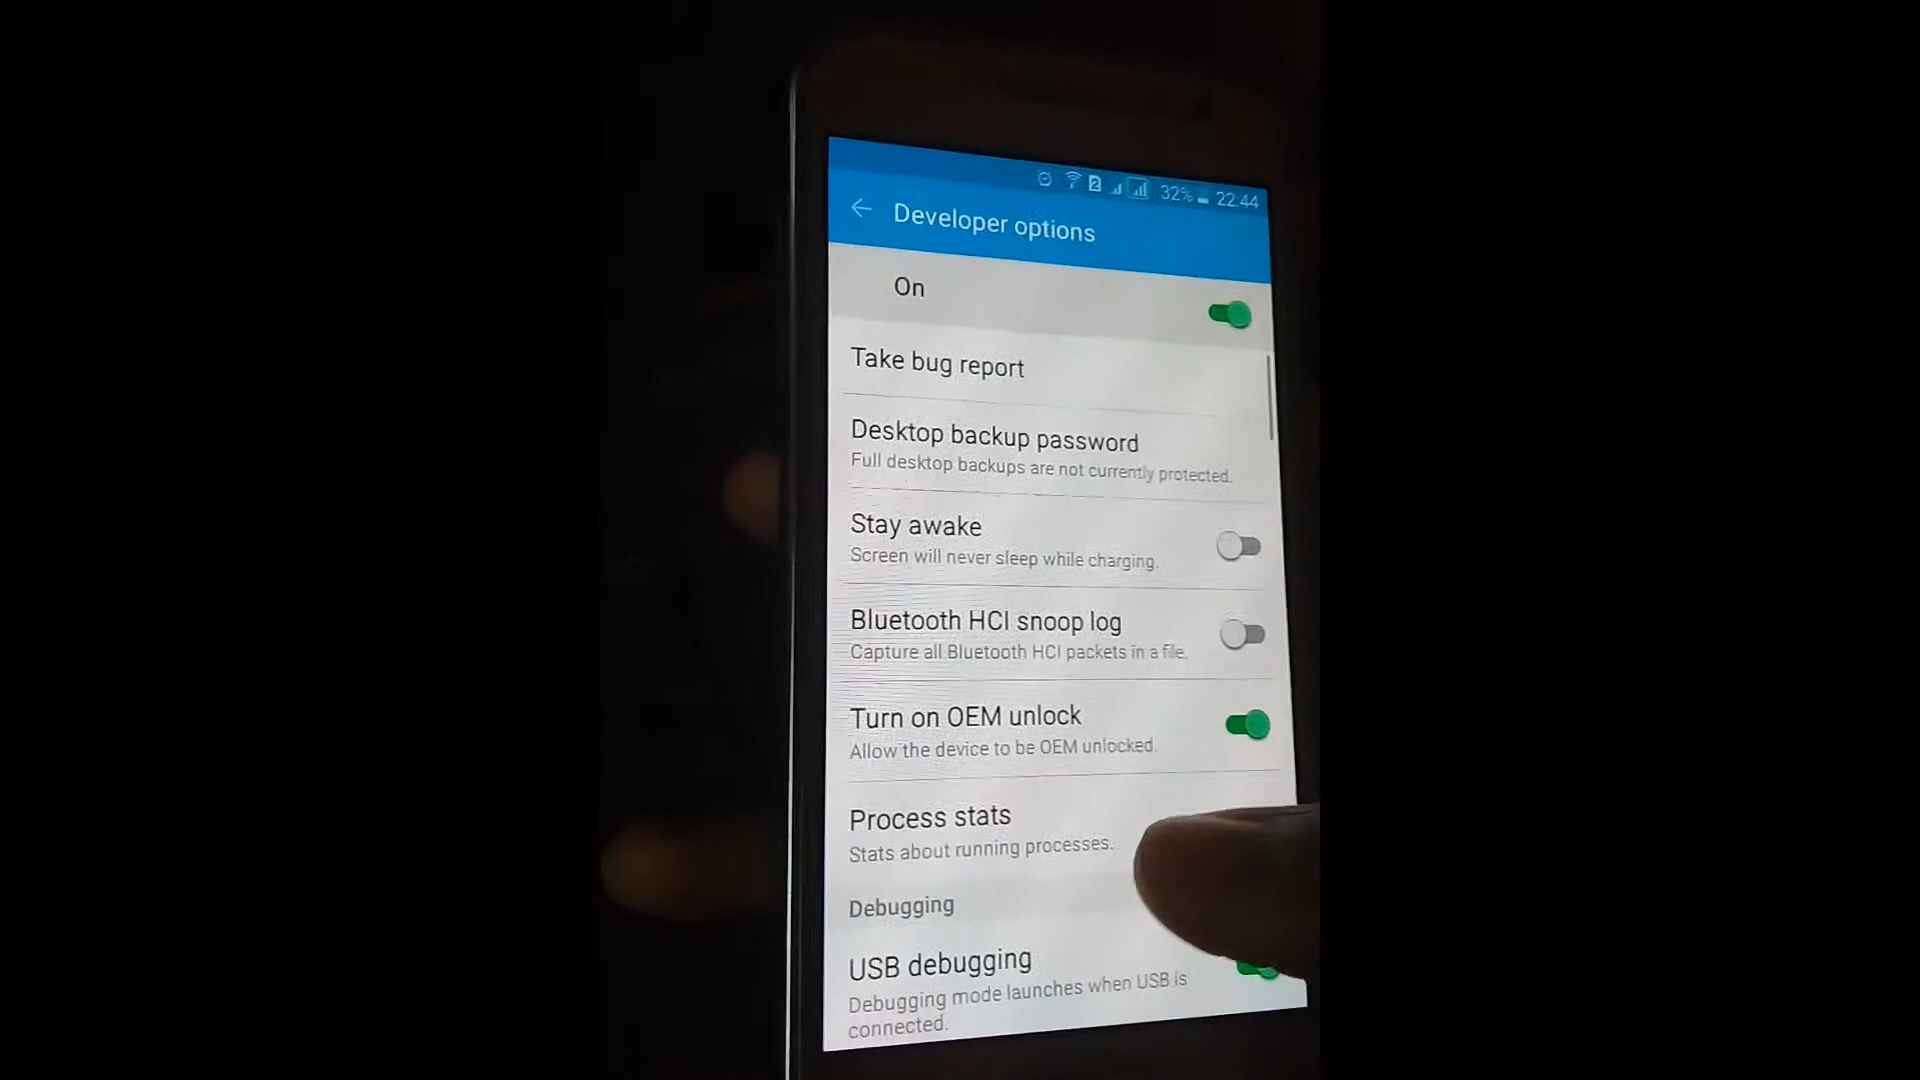 2 32% 22:44
Developer options
On
Take bug report
Desktop backup password
Full desktop backups are not currently protected.
Stay awake
Screen will never sleep while charging.
Bluetooth HCI snoop log
Capture all Bluetooth HCI packets in a file.
Turn on OEM unlock
Allow the device to be OEM unlocked.
Process stats
Stats about running processes.
Debugging
USB debugging
Debugging mode launches when USB is
connected.